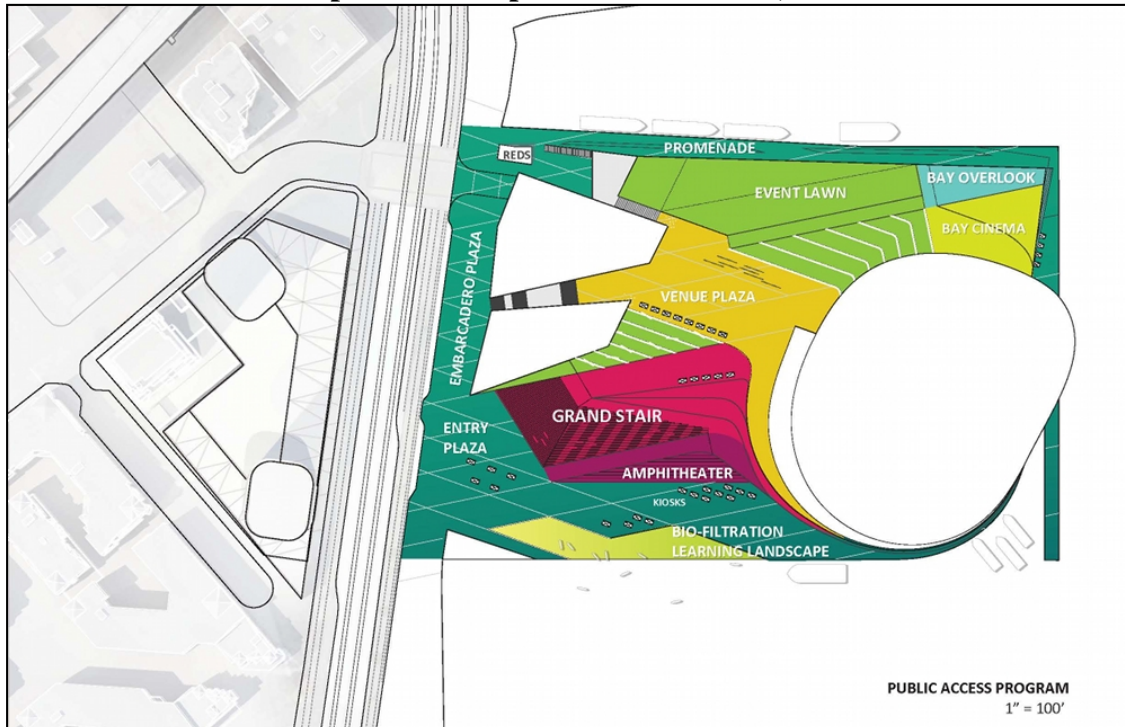 REDS
PROMENADE
EVENT LAWN
BAY OVERLOOK
BAY CINEMA
EMBARCADERO PLAZA
VENUE PLAZA
GRAND STAIR
ENTRY
PLAZA
AMPHITHEATER
KIOSKS
BIO-FILTRATION
LEARNING LANDSCAPE
PUBLIC ACCESS PROGRAM
1" = 100'